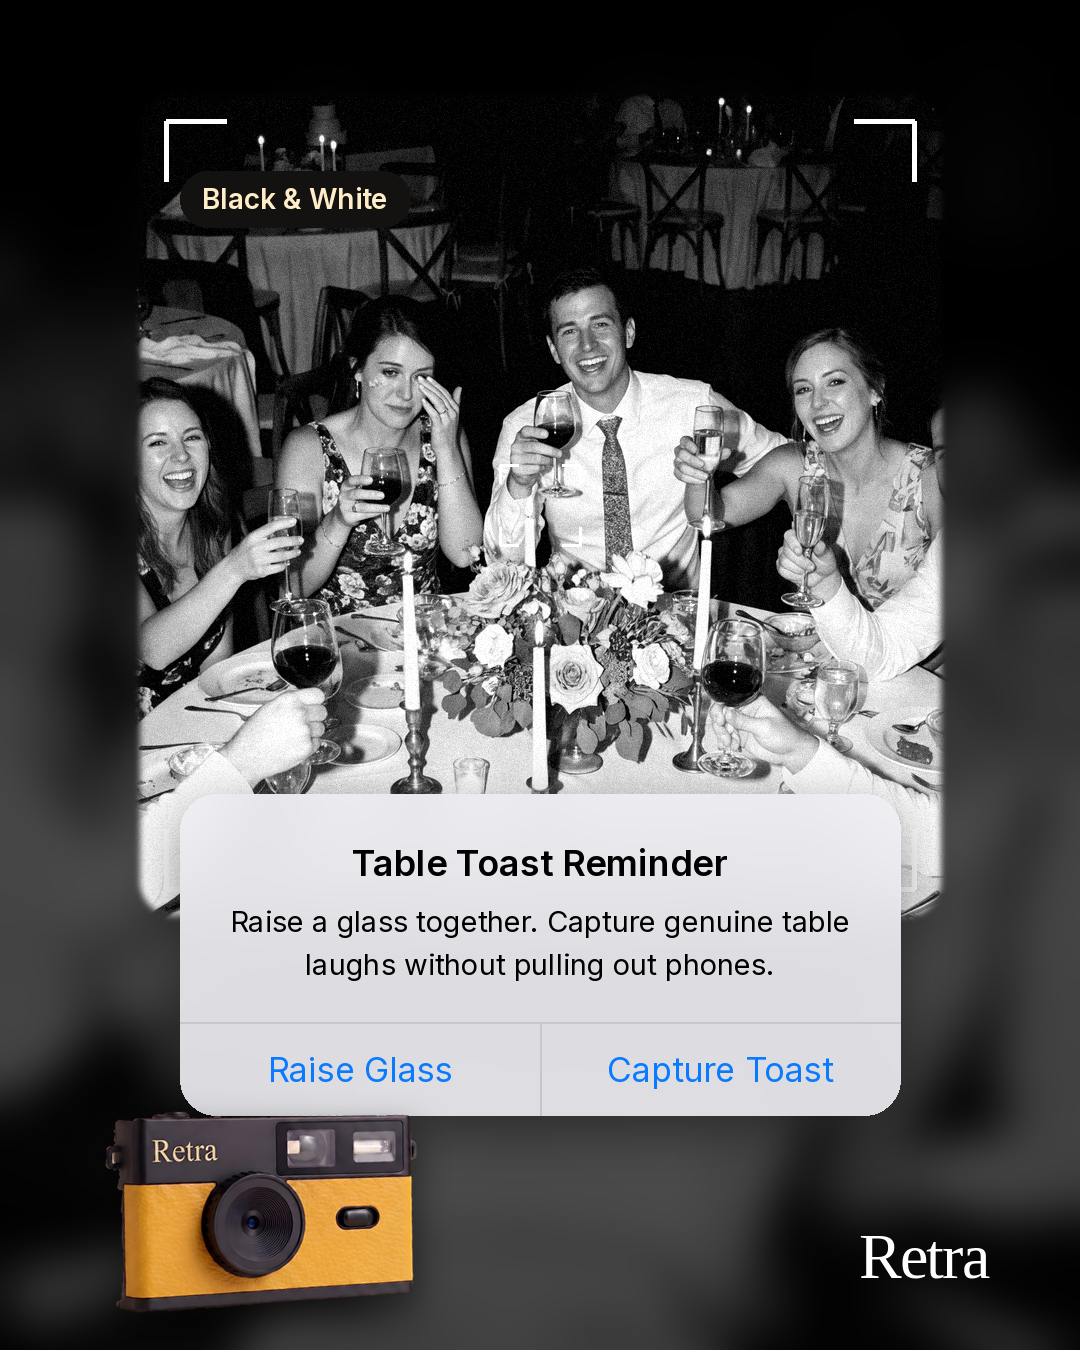 Black & White
Table Toast Reminder
Raise a glass together. Capture genuine table
laughs without pulling out phones.
Raise Glass
Capture Toast
Retra
Retra